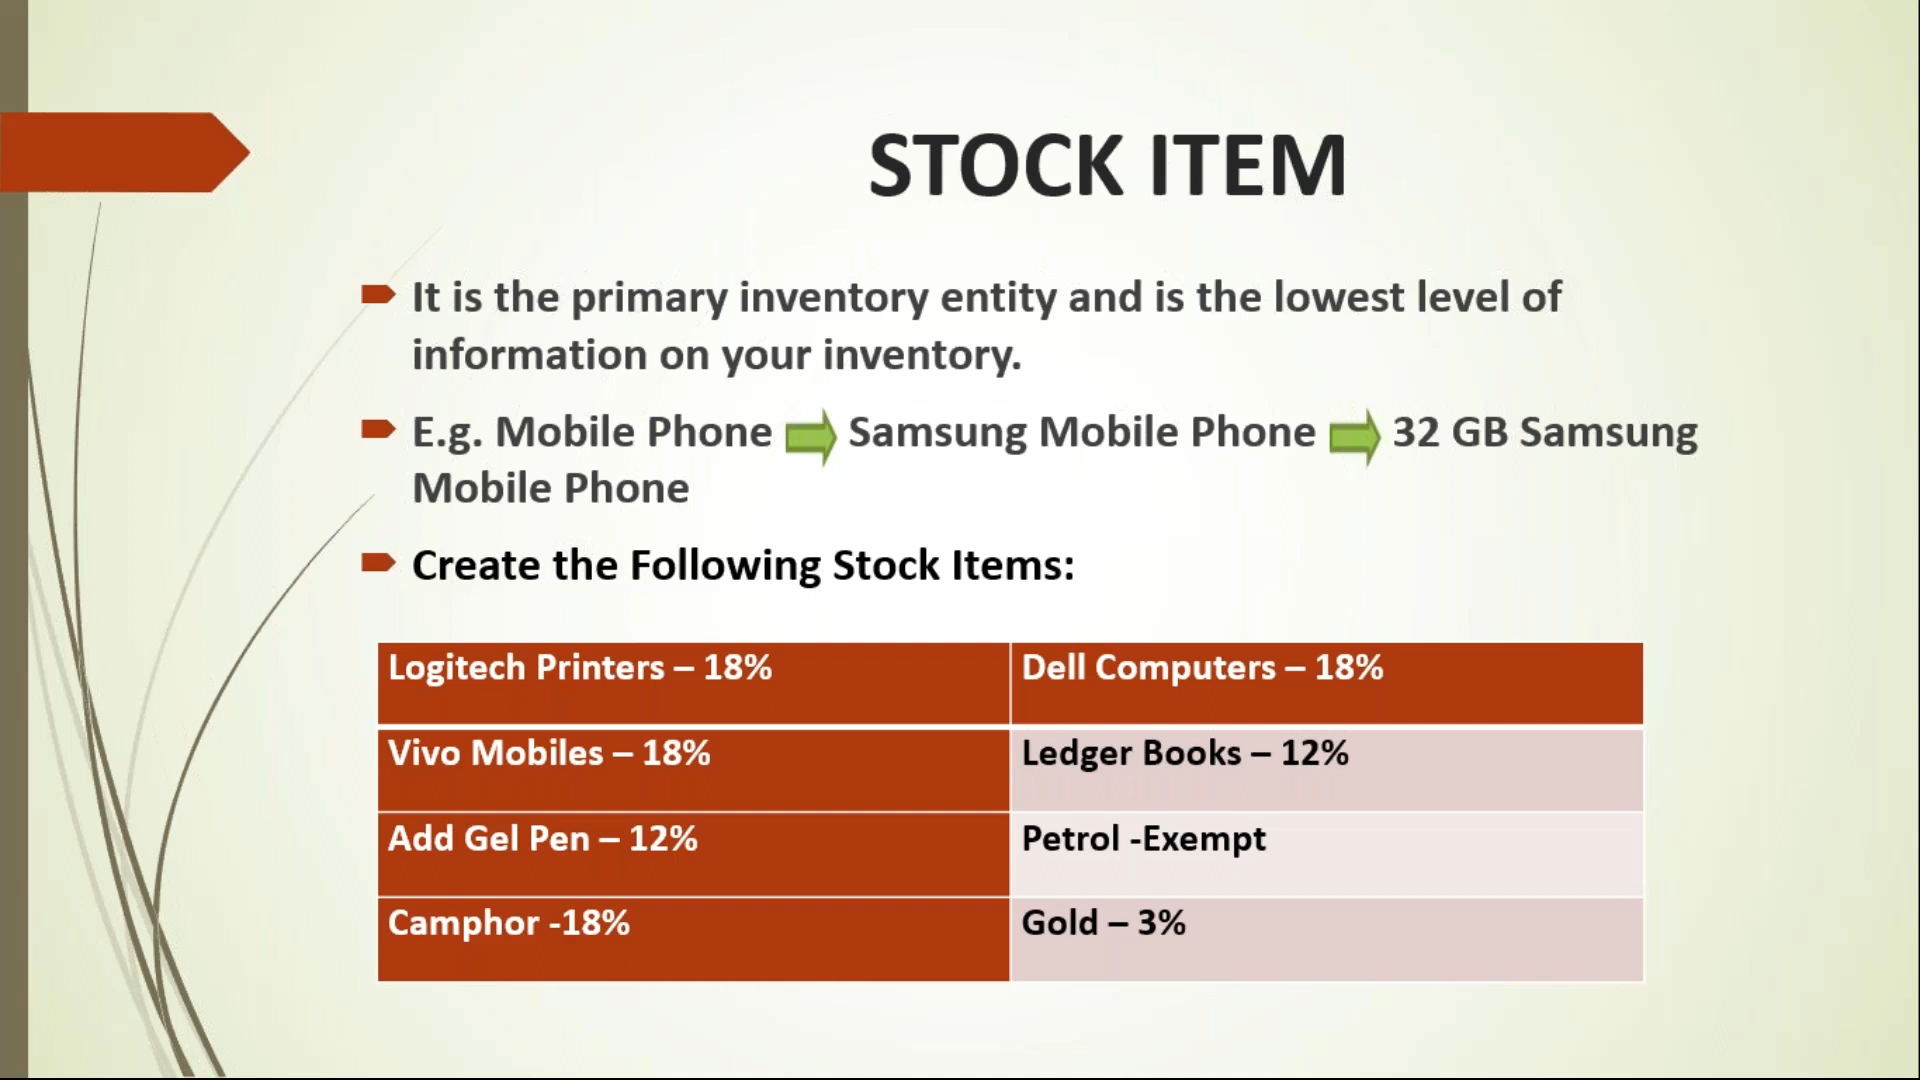 STOCK ITEM
It is the primary inventory entity and is the lowest level of
information on your inventory.
E.g. Mobile Phone Samsung Mobile Phone 32 GB Samsung
Mobile Phone
Create the Following Stock Items:
Logitech Printers – 18% Dell Computers – 18%
Vivo Mobiles – 18% Ledger Books – 12%
Add Gel Pen – 12% Petrol -Exempt
Camphor -18% Gold – 3%